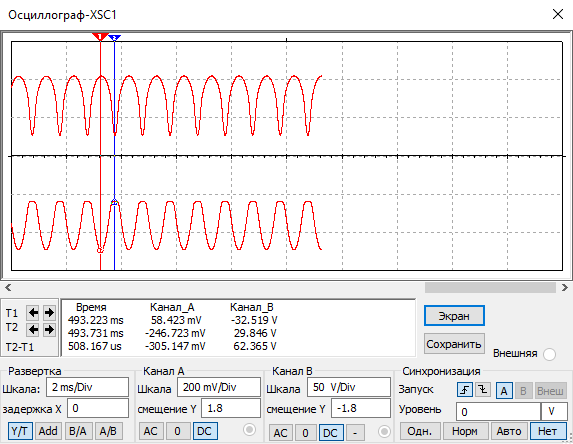 Осциллограф-XSC1
1 2
T1
T2
T2-T1
Время Канал_A Канал_B
493.223 ms 58.423 mV -32.519 V
493.731 ms -246.723 mV 29.846 V
508.167 us -305.147 mV 62.365 V
Экран
Сохранить
Внешняя
Развертка
Шкала: 2 ms/Div
задержка X 0
Y/T Add B/A A/B
Канал A
Шкала 200 mV/Div
смещение Y 1.8
AC 0 DC
Канал B
Шкала 50 V/Div
смещение Y -1.8
AC 0 DC -
Синхронизация
Запуск A B Внеш
Уровень 0 V
Одн. Норм Авто Нет